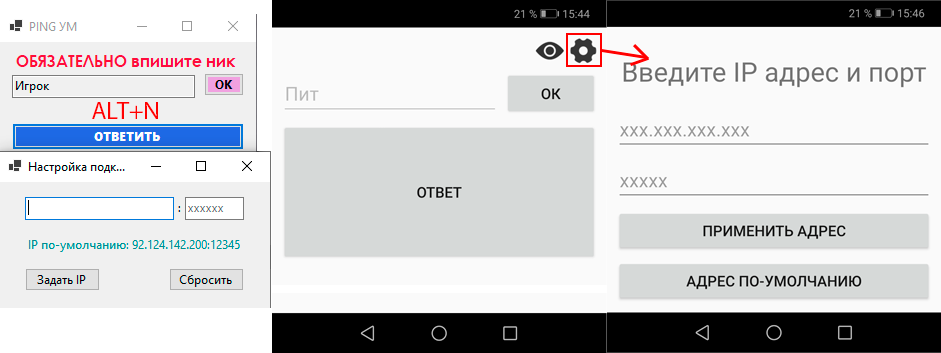 PING УМ
ОБЯЗАТЕЛЬНО впишите ник
Игрок
OK
ALT+N
ОТВЕТИТЬ
Настройка подк...
: xxxxxx
IP по-умолчанию: 92.124.142.200:12345
Задать IP
Сбросить
21 % 15:44
Пит
ОК
ОТВЕТ
21 % 15:46
Введите IP адрес и порт
xxx.xxx.xxx.xxx
xxxxx
ПРИМЕНИТЬ АДРЕС
АДРЕС ПО-УМОЛЧАНИЮ